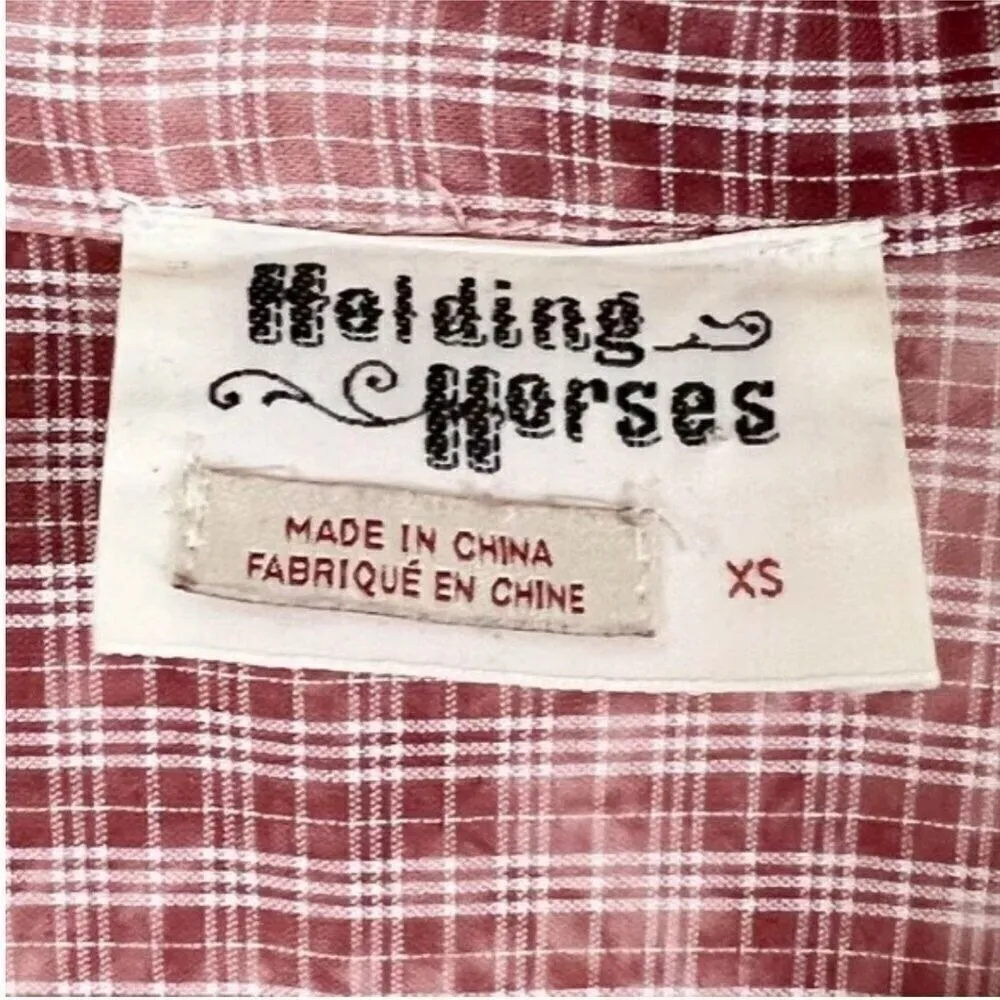 Holding
Horses
MADE IN CHINA
FABRIQUÉ EN CHINE
XS